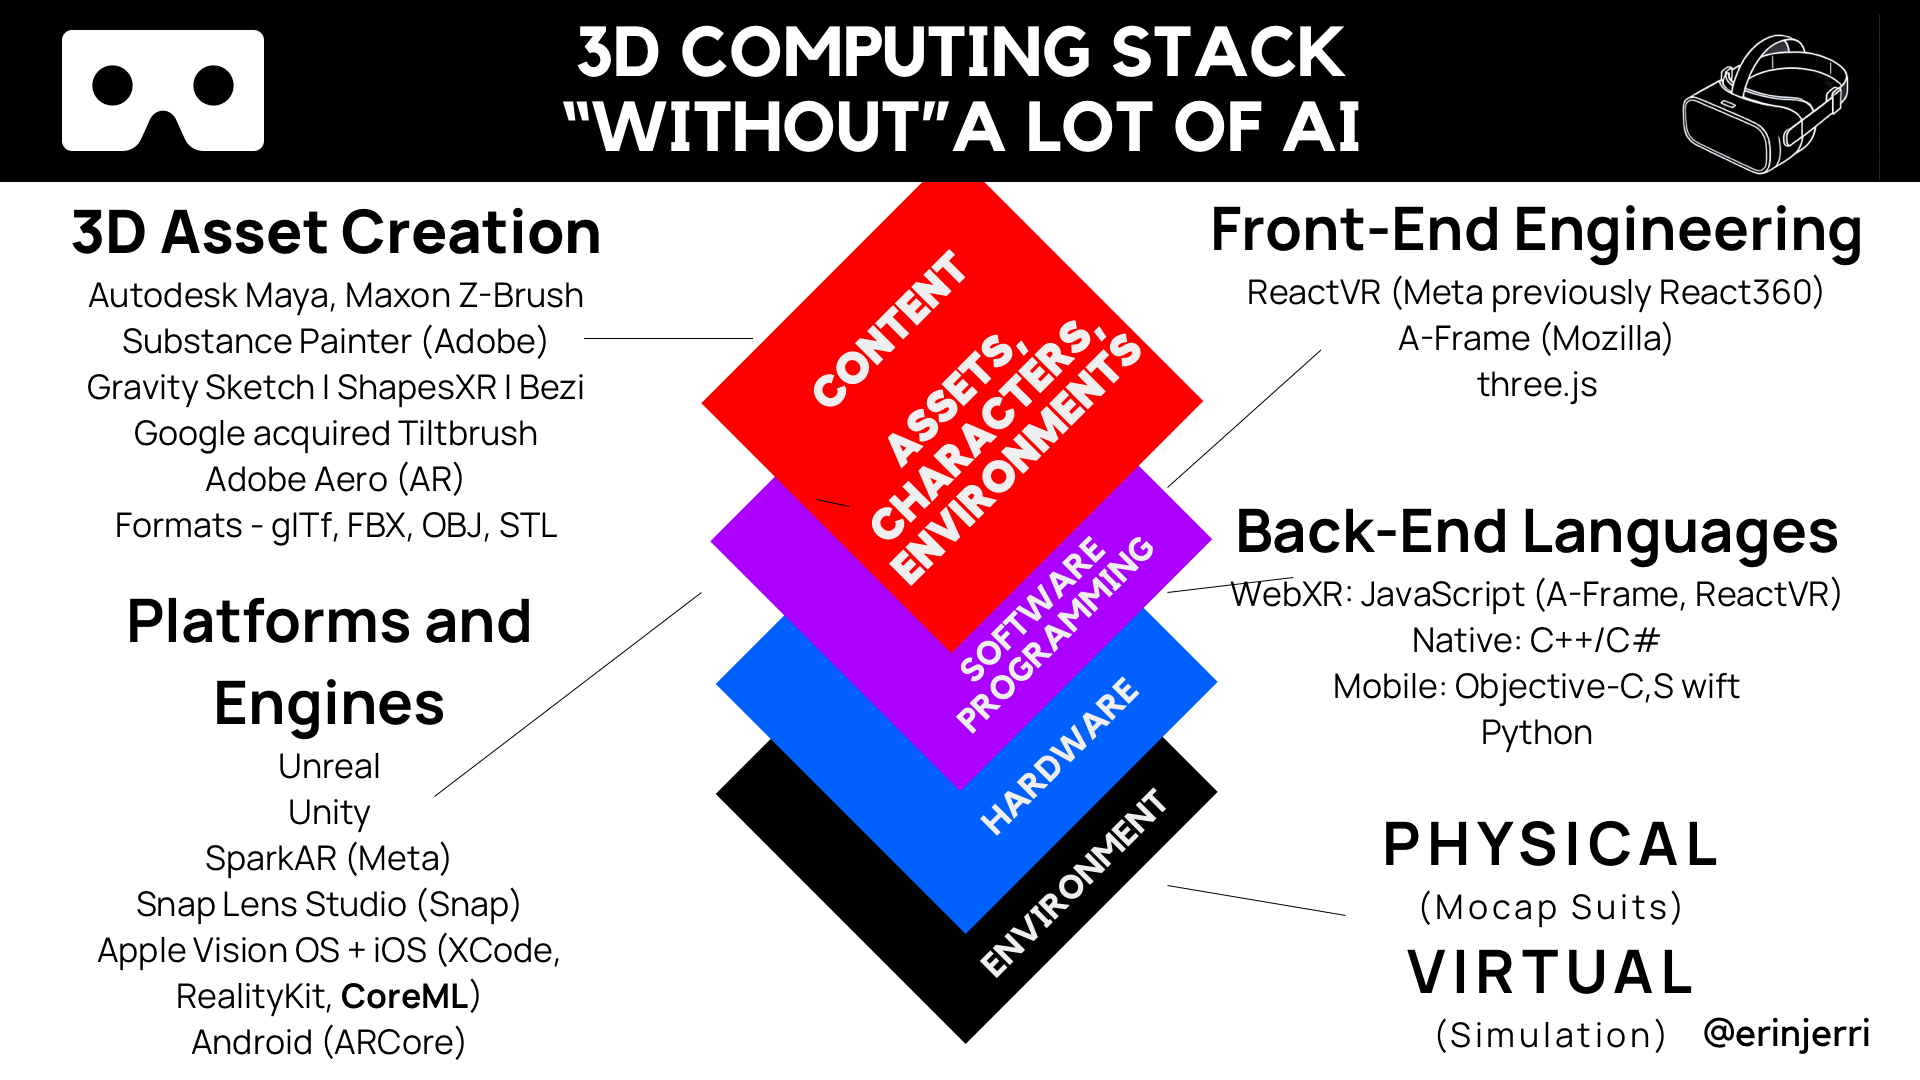 3D COMPUTING STACK
“WITHOUT”A LOT OF AI
3D Asset Creation
Autodesk Maya, Maxon Z-Brush
Substance Painter (Adobe)
Gravity Sketch | ShapesXR | Bezi
Google acquired Tiltbrush
Adobe Aero (AR)
Formats - glTf, FBX, OBJ, STL
Platforms and
Engines
Unreal
Unity
SparkAR (Meta)
Snap Lens Studio (Snap)
Apple Vision OS + iOS (XCode,
RealityKit, CoreML)
Android (ARCore)
CONTENT
ASSETS,
CHARACTERS,
ENVIRONMENTS
SOFTWARE
PROGRAMMING
HARDWARE
ENVIRONMENT
Front-End Engineering
ReactVR (Meta previously React360)
A-Frame (Mozilla)
three.js
Back-End Languages
WebXR: JavaScript (A-Frame, ReactVR)
Native: C++/C#
Mobile: Objective-C,S wift
Python
PHYSICAL
(Mocap Suits)
VIRTUAL
(Simulation)
@erinjerri